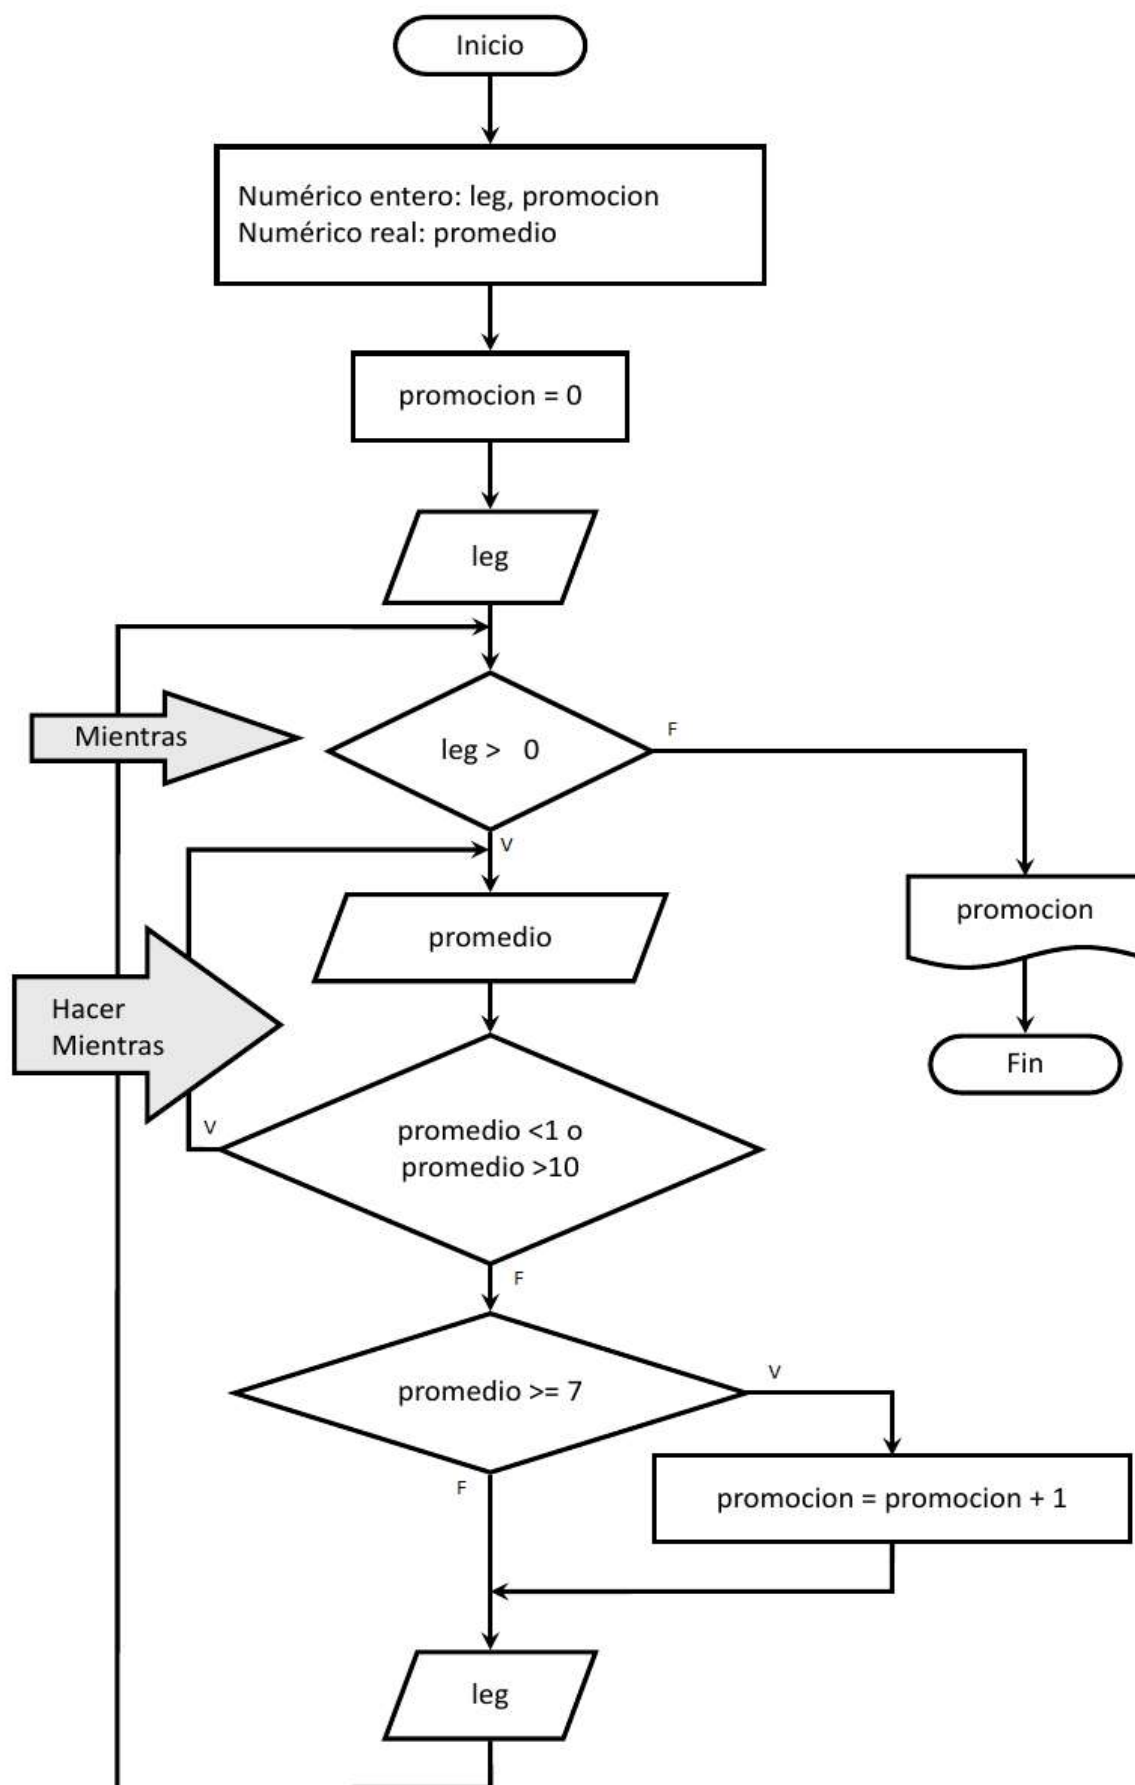 Inicio
Numérico entero: leg, promocion
Numérico real: promedio
promocion = 0
leg
Mientras
leg > 0
F
V
promedio
promocion
Hacer
Mientras
Fin
V
promedio <1 o
promedio >10
F
promedio >= 7
V
F
promocion = promocion + 1
leg